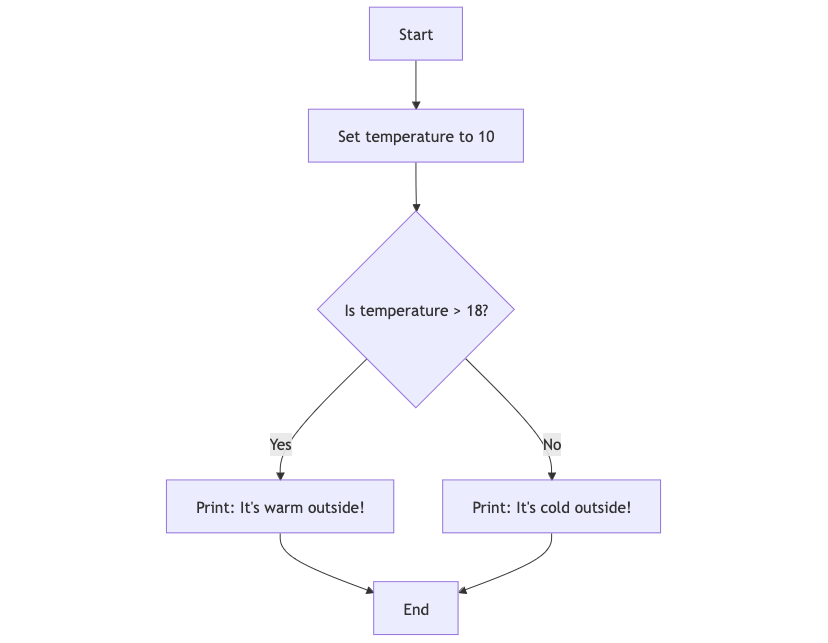 Start
Set temperature to 10
Is temperature > 18?
Yes
No
Print: It's warm outside!
Print: It's cold outside!
End